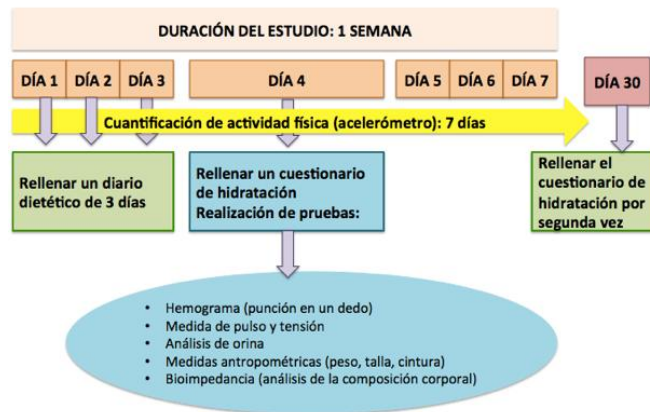 DURACIÓN DEL ESTUDIO: 1 SEMANA
DÍA 1 DÍA 2 DÍA 3 DÍA 4 DÍA 5 DÍA 6 DÍA 7 DÍA 30
Cuantificación de actividad física (acelerómetro): 7 días
Rellenar un diario
dietético de 3 días
Rellenar un cuestionario
de hidratación
Realización de pruebas:
Rellenar el
cuestionario de
hidratación por
segunda vez
• Hemograma (punción en un dedo)
• Medida de pulso y tensión
• Análisis de orina
• Medidas antropométricas (peso, talla, cintura)
• Bioimpedancia (análisis de la composición corporal)